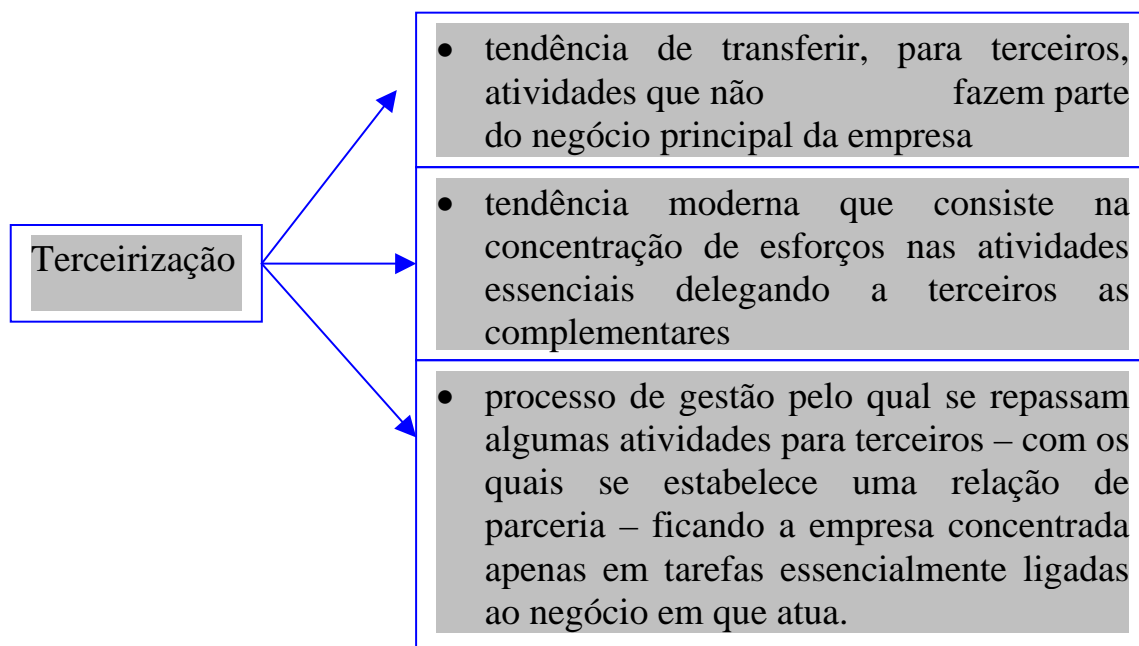 Terceirização
• tendência de transferir, para terceiros,
atividades que não fazem parte
do negócio principal da empresa
• tendência moderna que consiste na
concentração de esforços nas atividades
essenciais delegando a terceiros as
complementares
• processo de gestão pelo qual se repassam
algumas atividades para terceiros – com os
quais se estabelece uma relação de
parceria – ficando a empresa concentrada
apenas em tarefas essencialmente ligadas
ao negócio em que atua.